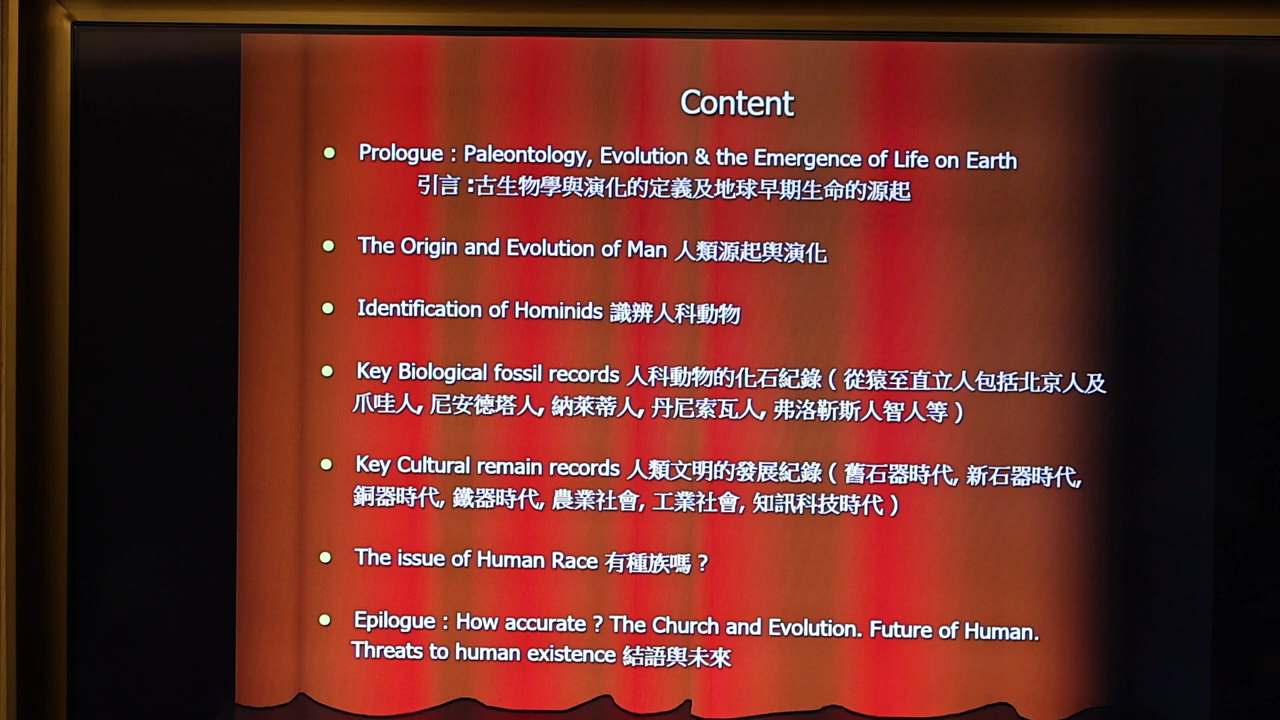 Content
Prologue : Paleontology, Evolution & the Emergence of Life on Earth
引言 :古生物學與演化的定義及地球早期生命的源起
The Origin and Evolution of Man 人類源起與演化
Identification of Hominids 識辨人科動物
Key Biological fossil records 人科動物的化石紀錄 ( 從猿至直立人包括北京人及
爪哇人, 尼安德塔人, 納萊蒂人, 丹尼索瓦人, 弗洛勒斯人智人等 )
Key Cultural remain records 人類文明的發展紀錄 ( 舊石器時代, 新石器時代,
銅器時代, 鐵器時代, 農業社會, 工業社會, 知訊科技時代 )
The issue of Human Race 有種族嗎 ?
Epilogue : How accurate ? The Church and Evolution. Future of Human.
Threats to human existence 結語與未來